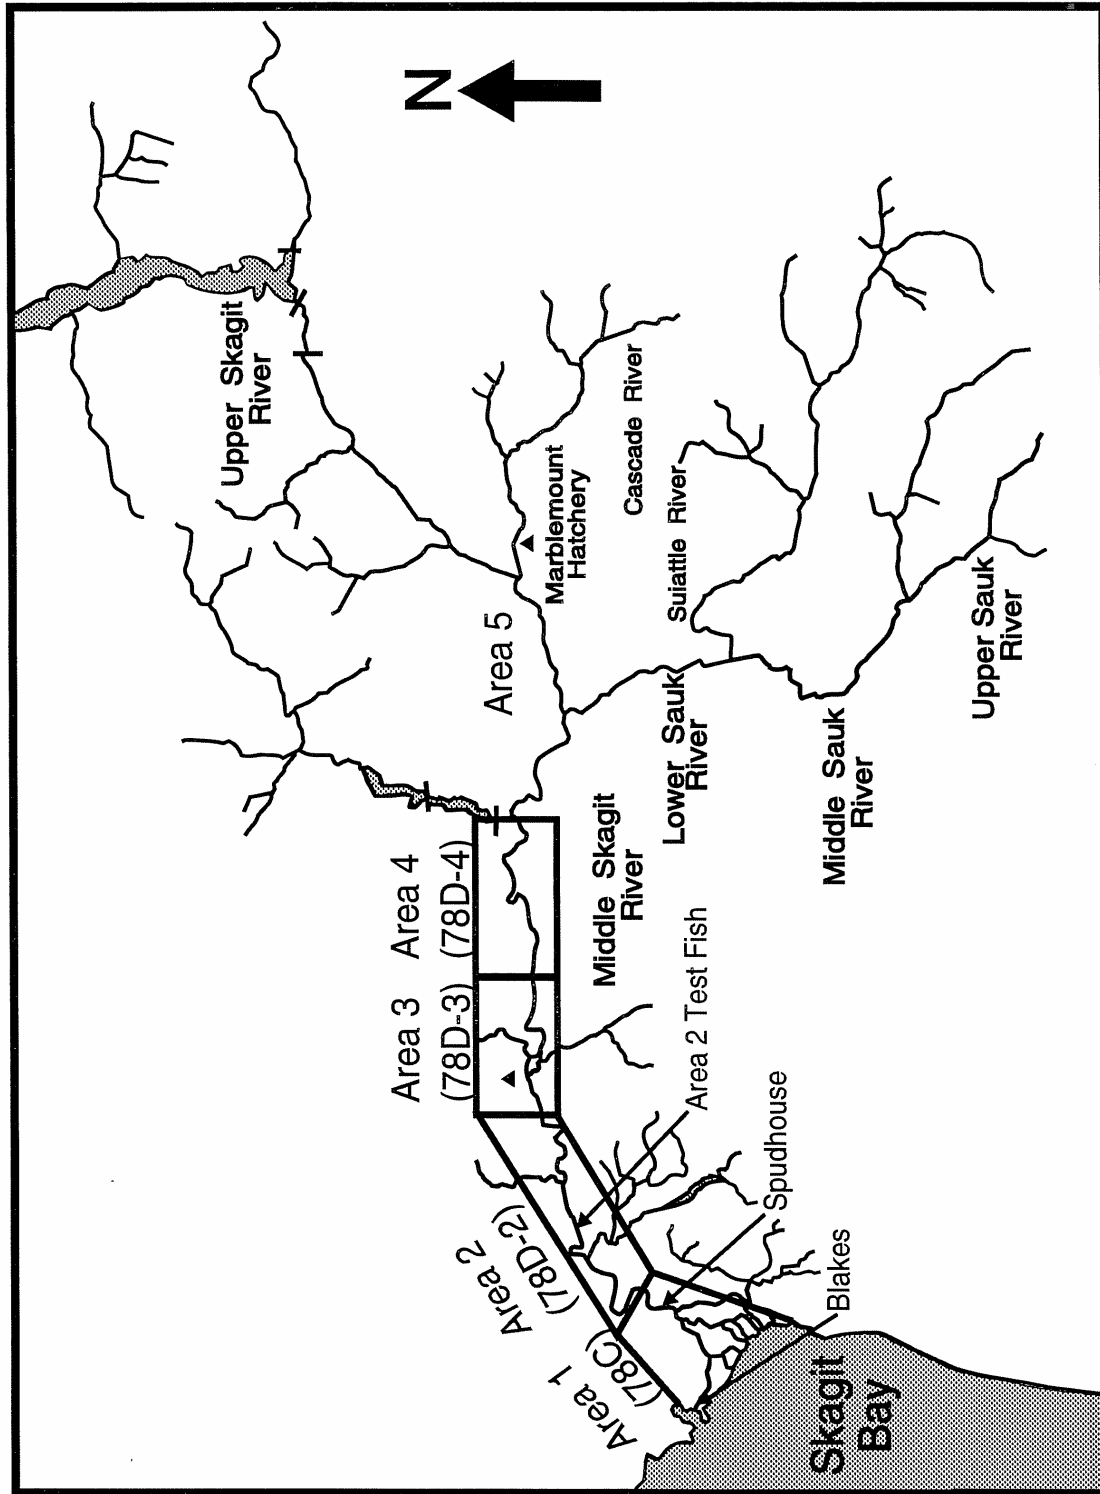 N
Upper Skagit
River
Marblemount
Hatchery
Cascade River
Suiattle River
Area 5
Lower Sauk
River
Middle Sauk
River
Upper Sauk
River
Area 4
(78D-4)
Area 3
(78D-3)
Middle Skagit
River
Area 2 Test Fish
Area 2
(78D-2)
Spudhouse
Blakes
Area 1
(78C)
Skagit
Bay